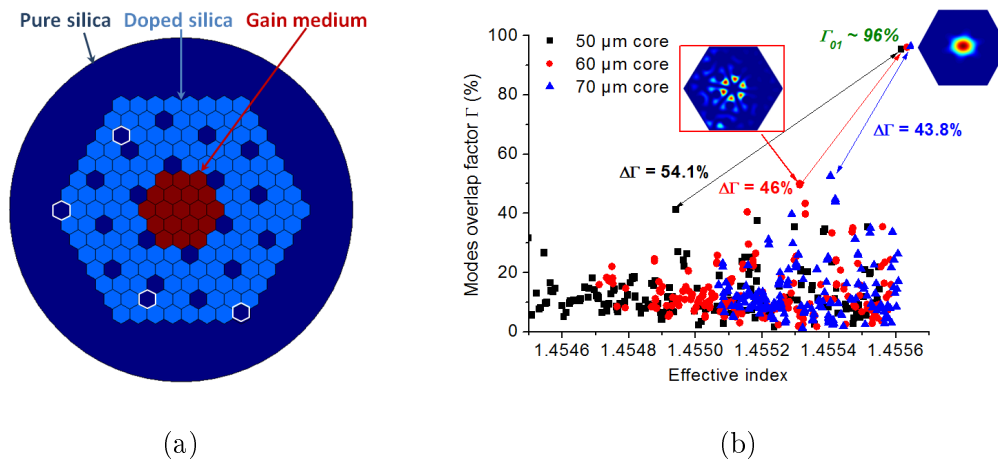 Pure silica Doped silica Gain medium
(a)
100
80
60
40
20
0
Modes overlap factor Γ (%)
50 µm core
60 µm core
70 µm core
Γ01 ~ 96%
ΔΓ = 54.1%
ΔΓ = 46%
ΔΓ = 43.8%
1.4546 1.4548 1.4550 1.4552 1.4554 1.4556
Effective index
(b)